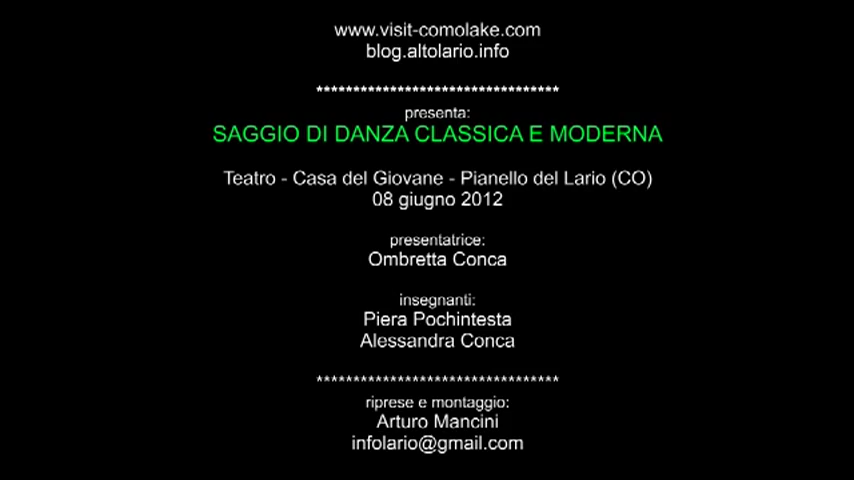 www.visit-comolake.com
blog.altolario.info
*********************************
presenta:
SAGGIO DI DANZA CLASSICA E MODERNA
Teatro - Casa del Giovane - Pianello del Lario (CO)
08 giugno 2012
presentatrice:
Ombretta Conca
insegnanti:
Piera Pochintesta
Alessandra Conca
*********************************
riprese e montaggio:
Arturo Mancini
infolario@gmail.com